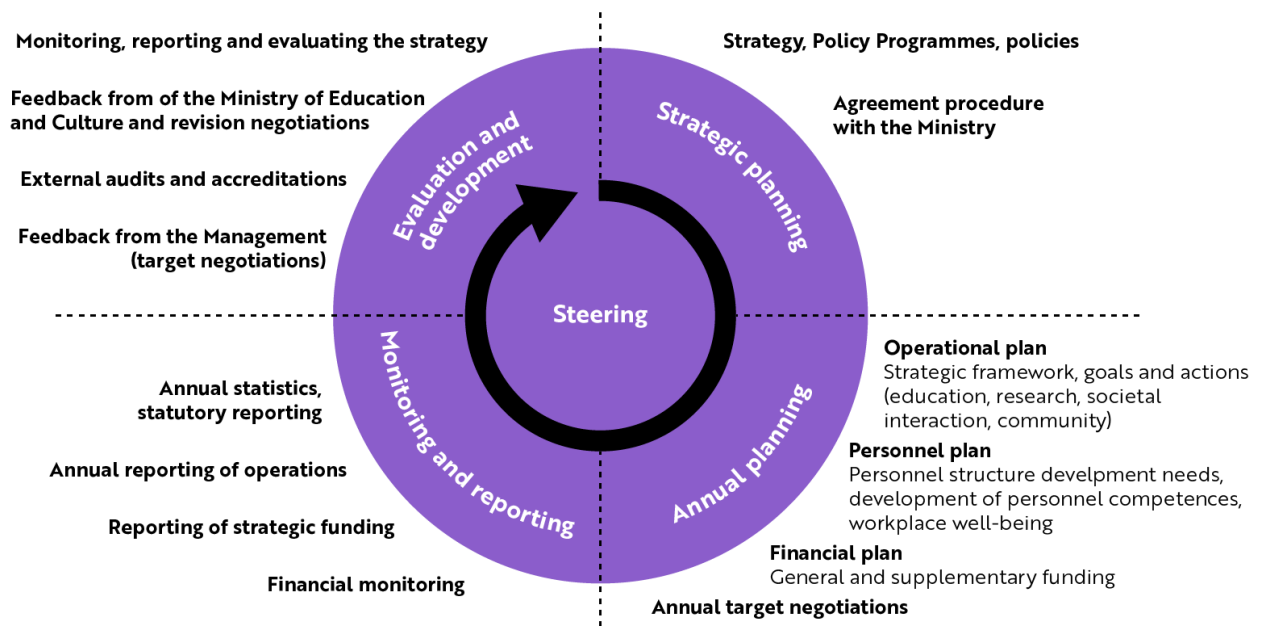 Monitoring, reporting and evaluating the strategy
Feedback from of the Ministry of Education
and Culture and revision negotiations
External audits and accreditations
Feedback from the Management
(target negotiations)
Strategy, Policy Programmes, policies
Agreement procedure
with the Ministry
Evaluation and
development
Strategic planning
Steering
Monitoring and reporting
Annual planning
Annual statistics,
statutory reporting
Annual reporting of operations
Reporting of strategic funding
Financial monitoring
Operational plan
Strategic framework, goals and actions
(education, research, societal
interaction, community)
Personnel plan
Personnel structure develpment needs,
development of personnel competences,
workplace well-being
Financial plan
General and supplementary funding
Annual target negotiations